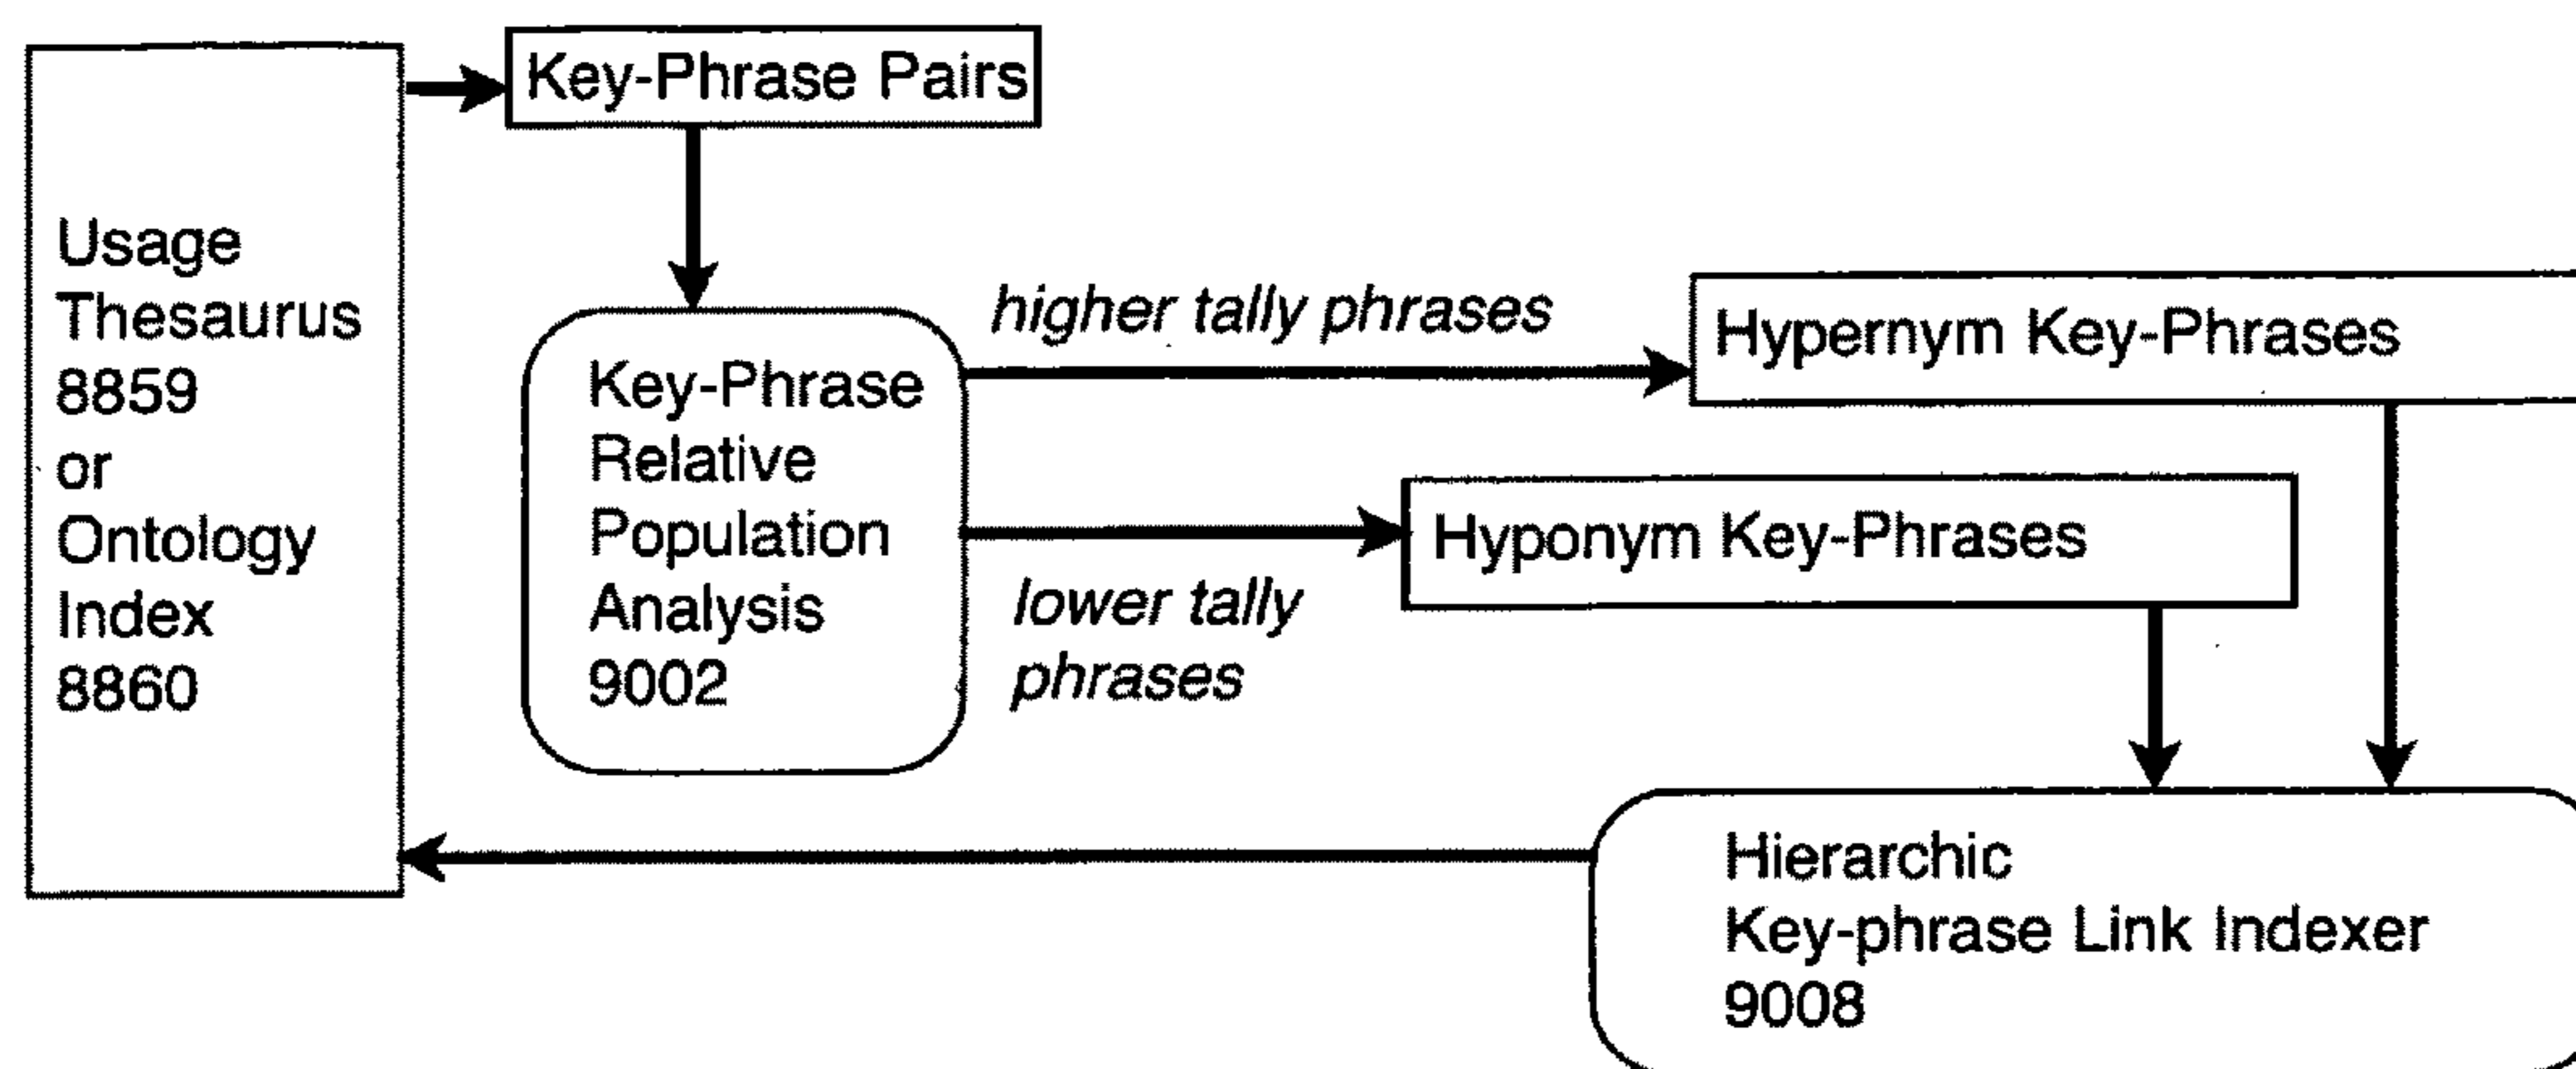 Key-Phrase Pairs
Usage
Thesaurus
8859
or
Ontology
Index
8860
Key-Phrase
Relative
Population
Analysis
9002
higher tally phrases
lower tally
phrases
Hypernym Key-Phrases
Hyponym Key-Phrases
Hierarchic
Key-phrase Link Indexer
9008